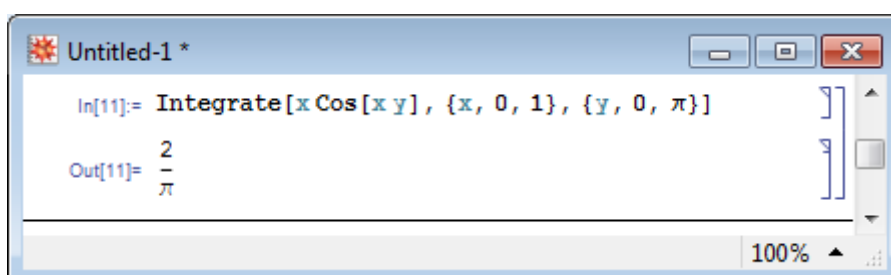 Untitled-1 *
In[11]:= Integrate[x Cos[x y], {x, 0, 1}, {y, 0, π}]
Out[11]= 2/π
100%